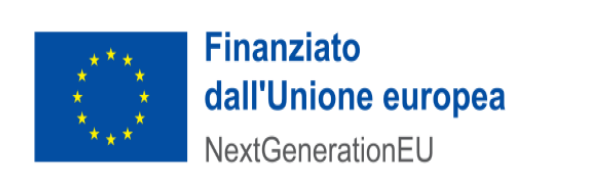 Finanziato
dall'Unione europea
NextGenerationEU